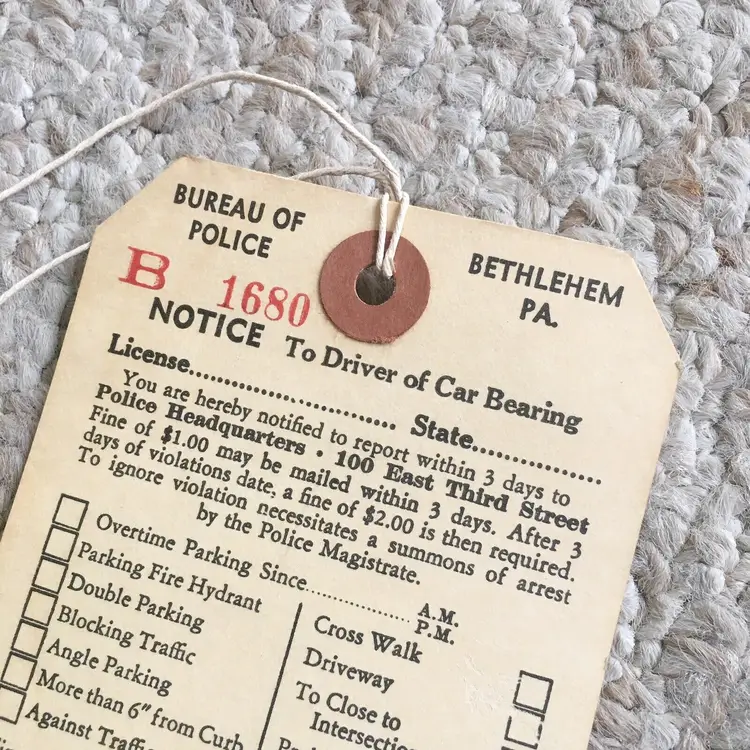 BUREAU OF
POLICE
BETHLEHEM
PA.
B 1680
NOTICE To Driver of Car Bearing
License.................................... State......................
You are hereby notified to report within 3 days to
Police Headquarters • 100 East Third Street
Fine of $1.00 may be mailed within 3 days. After 3
days of violations date, a fine of $2.00 is then required.
To ignore violation necessitates a summons of arrest
by the Police Magistrate.
Overtime Parking Since.................. A.M.
P.M.
Parking Fire Hydrant
Double Parking
Blocking Traffic
Angle Parking
More than 6" from Curb
Against Traffic
Cross Walk
Driveway
To Close to
Intersection